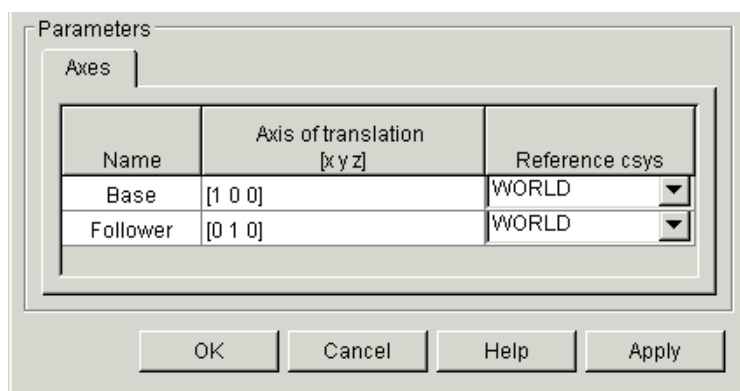 Parameters
Axes
Name Axis of translation [x y z] Reference csys
Base [1 0 0] WORLD
Follower [0 1 0] WORLD
OK Cancel Help Apply